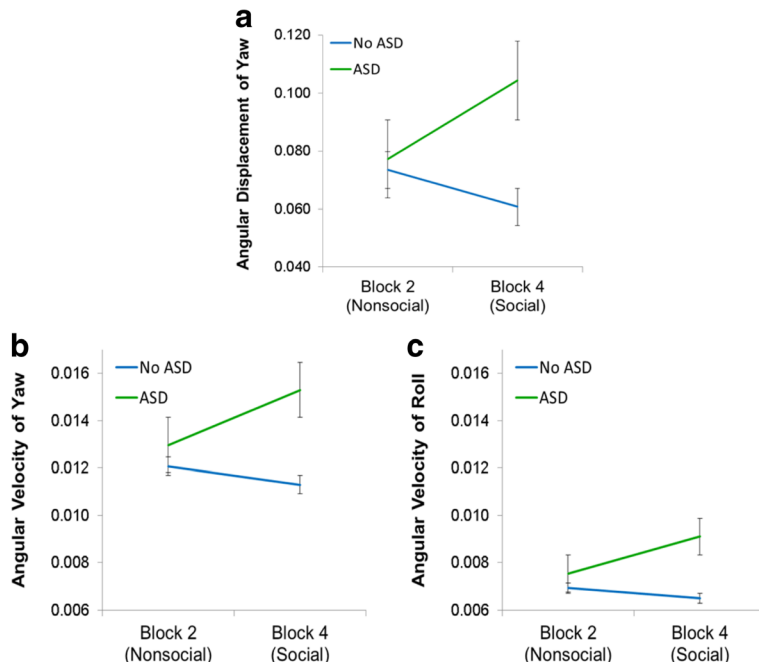 a
0.120
No ASD
ASD
0.100
0.080
0.060
0.040
Angular Displacement of Yaw
Block 2
(Nonsocial)
Block 4
(Social)
b
0.016
No ASD
ASD
0.014
0.012
0.010
0.008
0.006
Angular Velocity of Yaw
Block 2
(Nonsocial)
Block 4
(Social)
c
0.016
No ASD
ASD
0.014
0.012
0.010
0.008
0.006
Angular Velocity of Roll
Block 2
(Nonsocial)
Block 4
(Social)